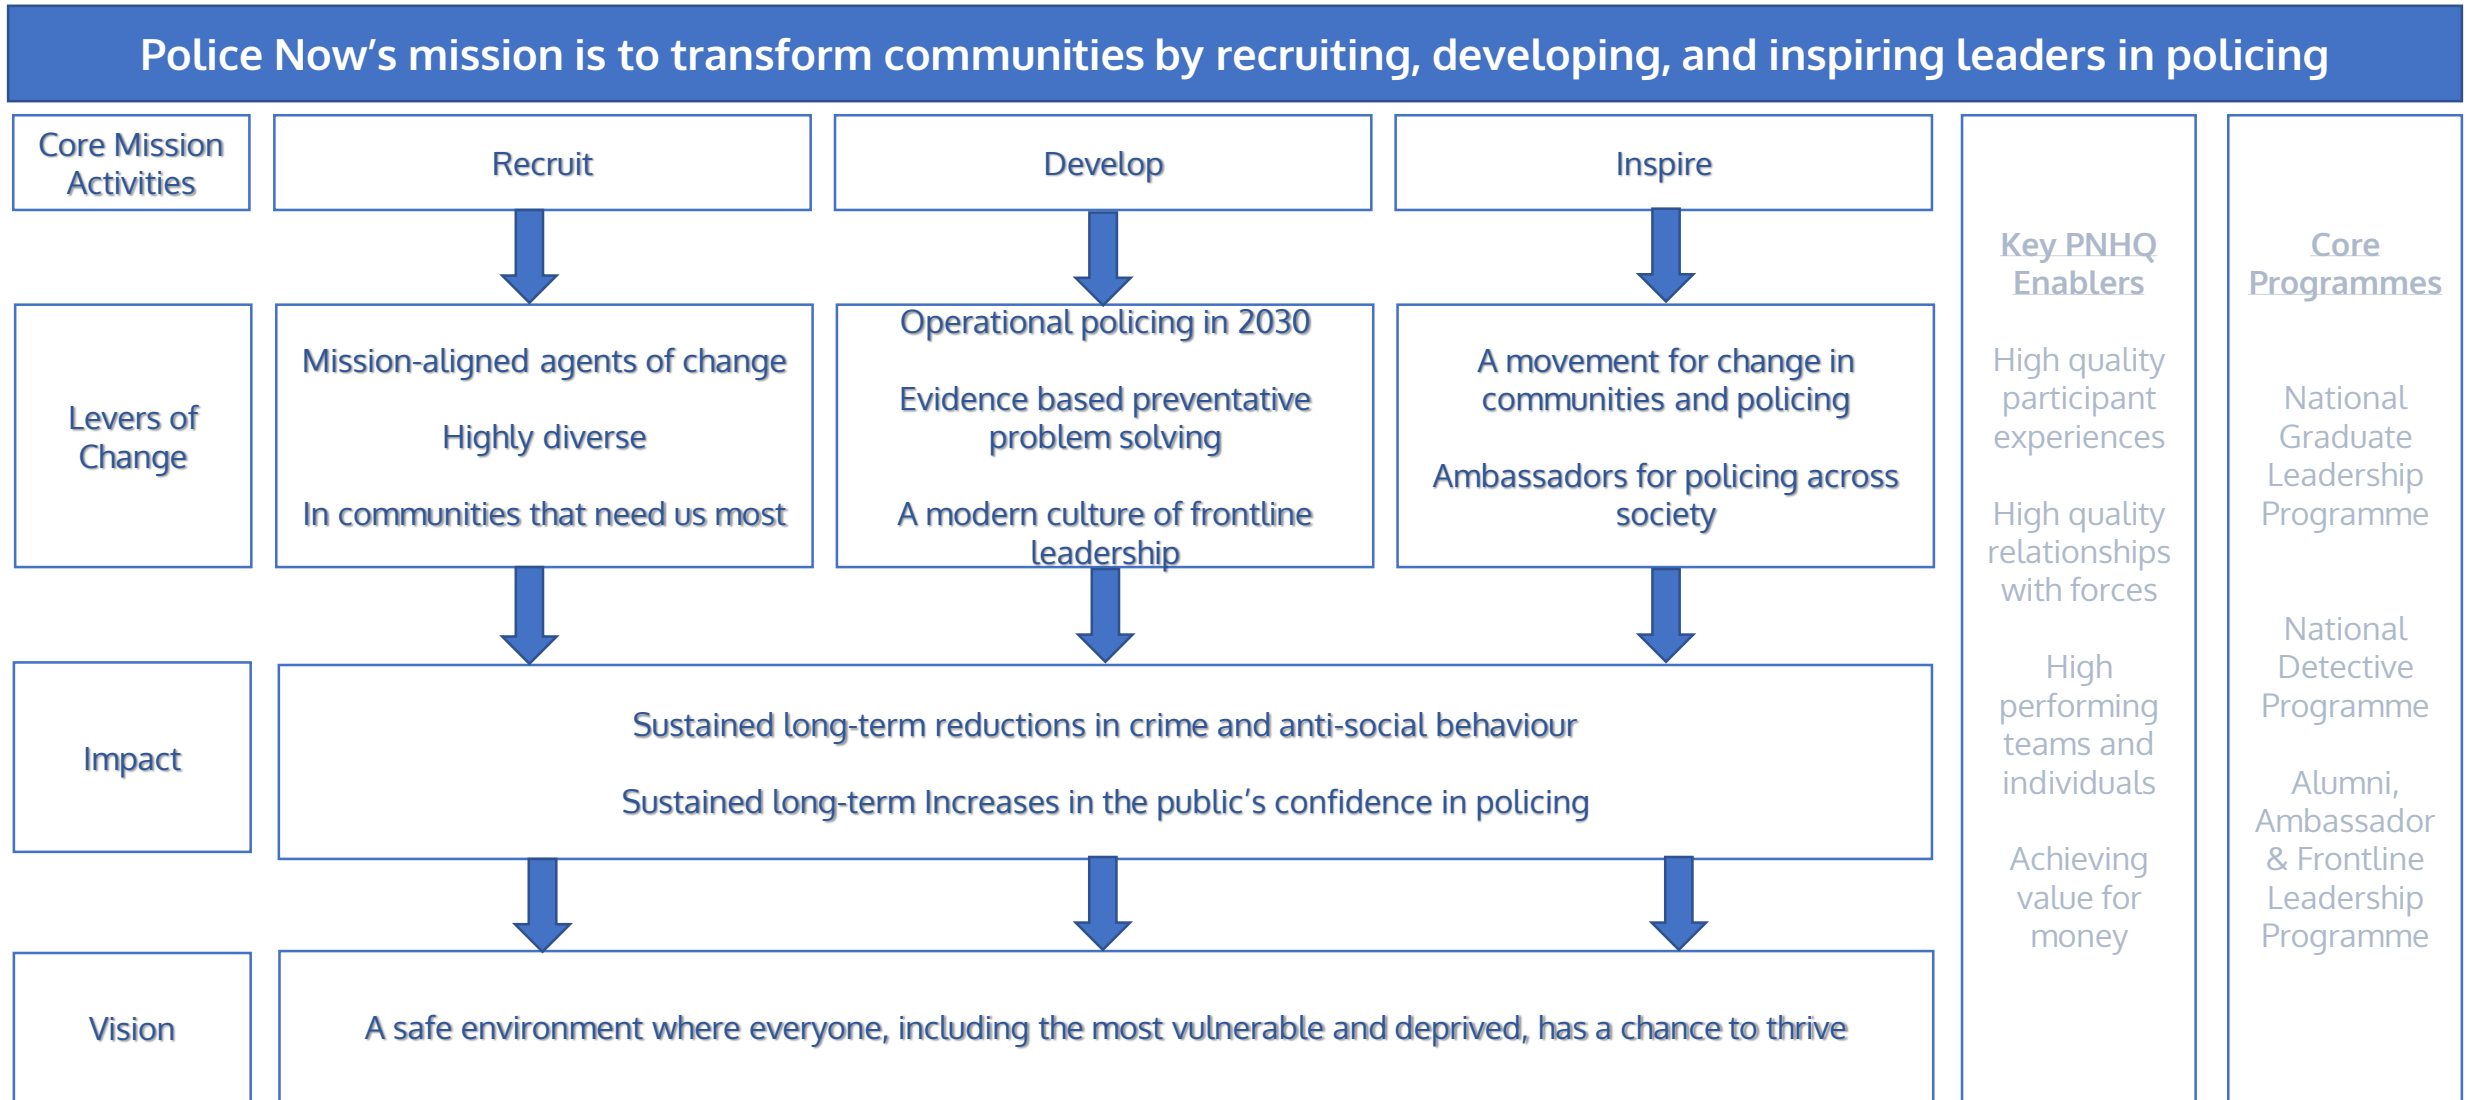 Police Now’s mission is to transform communities by recruiting, developing, and inspiring leaders in policing
Core Mission
Activities
Recruit
Develop
Inspire
Levers of
Change
Mission-aligned agents of change
Highly diverse
In communities that need us most
Operational policing in 2030
Evidence based preventative
problem solving
A modern culture of frontline
leadership
A movement for change in
communities and policing
Ambassadors for policing across
society
Impact
Sustained long-term reductions in crime and anti-social behaviour
Sustained long-term Increases in the public’s confidence in policing
Vision
A safe environment where everyone, including the most vulnerable and deprived, has a chance to thrive
Key PNHQ
Enablers
High quality
participant
experiences
High quality
relationships
with forces
High
performing
teams and
individuals
Achieving
value for
money
Core
Programmes
National
Graduate
Leadership
Programme
National
Detective
Programme
Alumni,
Ambassador
& Frontline
Leadership
Programme